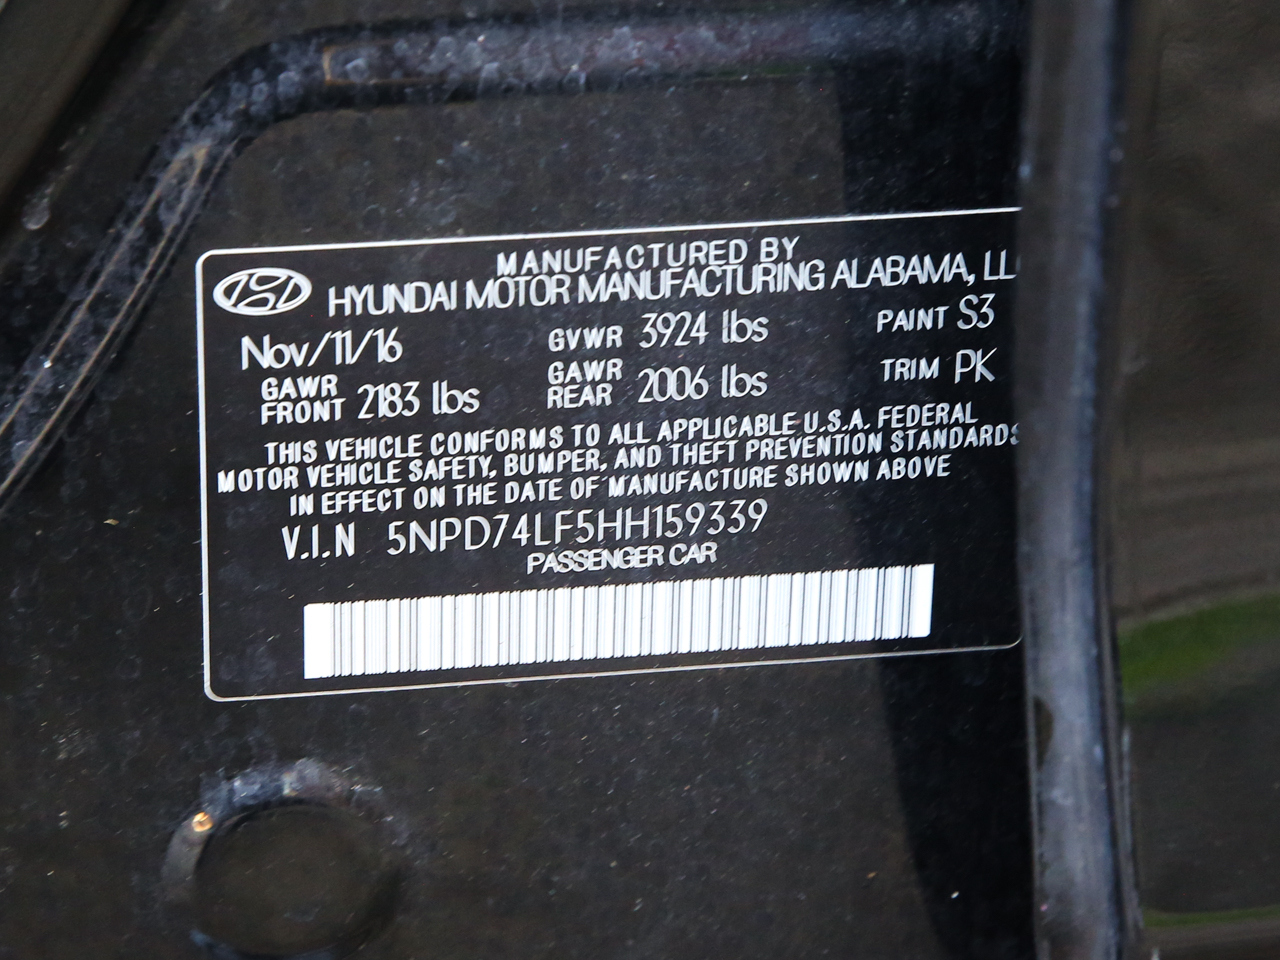 MANUFACTURED BY
HYUNDAI MOTOR MANUFACTURING ALABAMA, LL
Nov/11/16 GVWR 3924 lbs PAINT S3
GAWR FRONT 2183 lbs GAWR REAR 2006 lbs TRIM PK
THIS VEHICLE CONFORMS TO ALL APPLICABLE U.S.A. FEDERAL
MOTOR VEHICLE SAFETY, BUMPER, AND THEFT PREVENTION STANDARDS
IN EFFECT ON THE DATE OF MANUFACTURE SHOWN ABOVE
V.I.N 5NPD74LF5HH159339
PASSENGER CAR